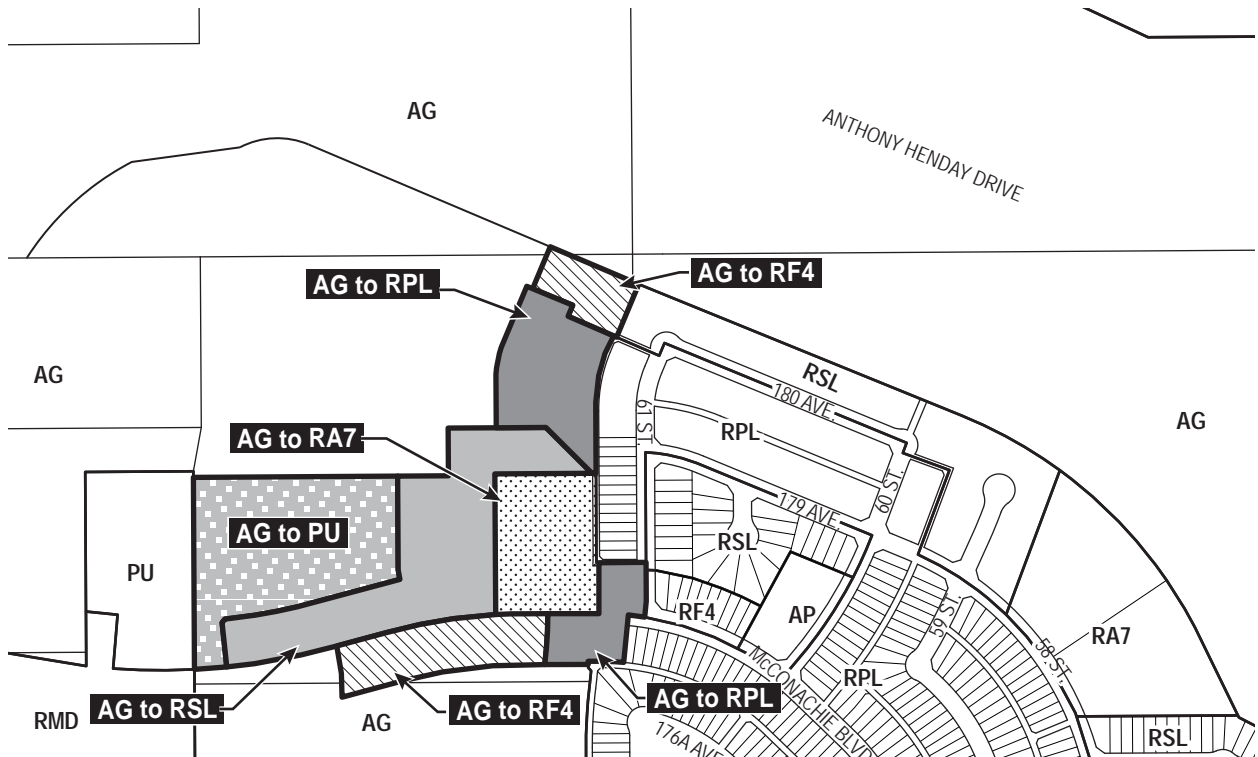 AG
ANTHONY HENDAY DRIVE
AG to RPL
AG to RF4
AG
RSL
180 AVE.
AG
61 ST.
RPL
AG to RA7
60 ST.
179 AVE.
AG to PU
RSL
PU
RF4
AP
59 ST.
58 ST.
RA7
McCONACHIE BLVD
RPL
AG to RSL
AG to RF4
AG to RPL
RMD
AG
176A AVE.
RSL